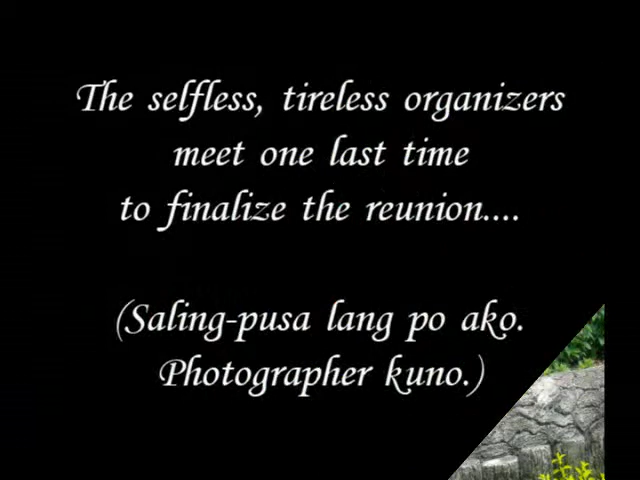 The selfless, tireless organizers
meet one last time
to finalize the reunion....
(Saling-pusa lang po ako.
Photographer kuno.)